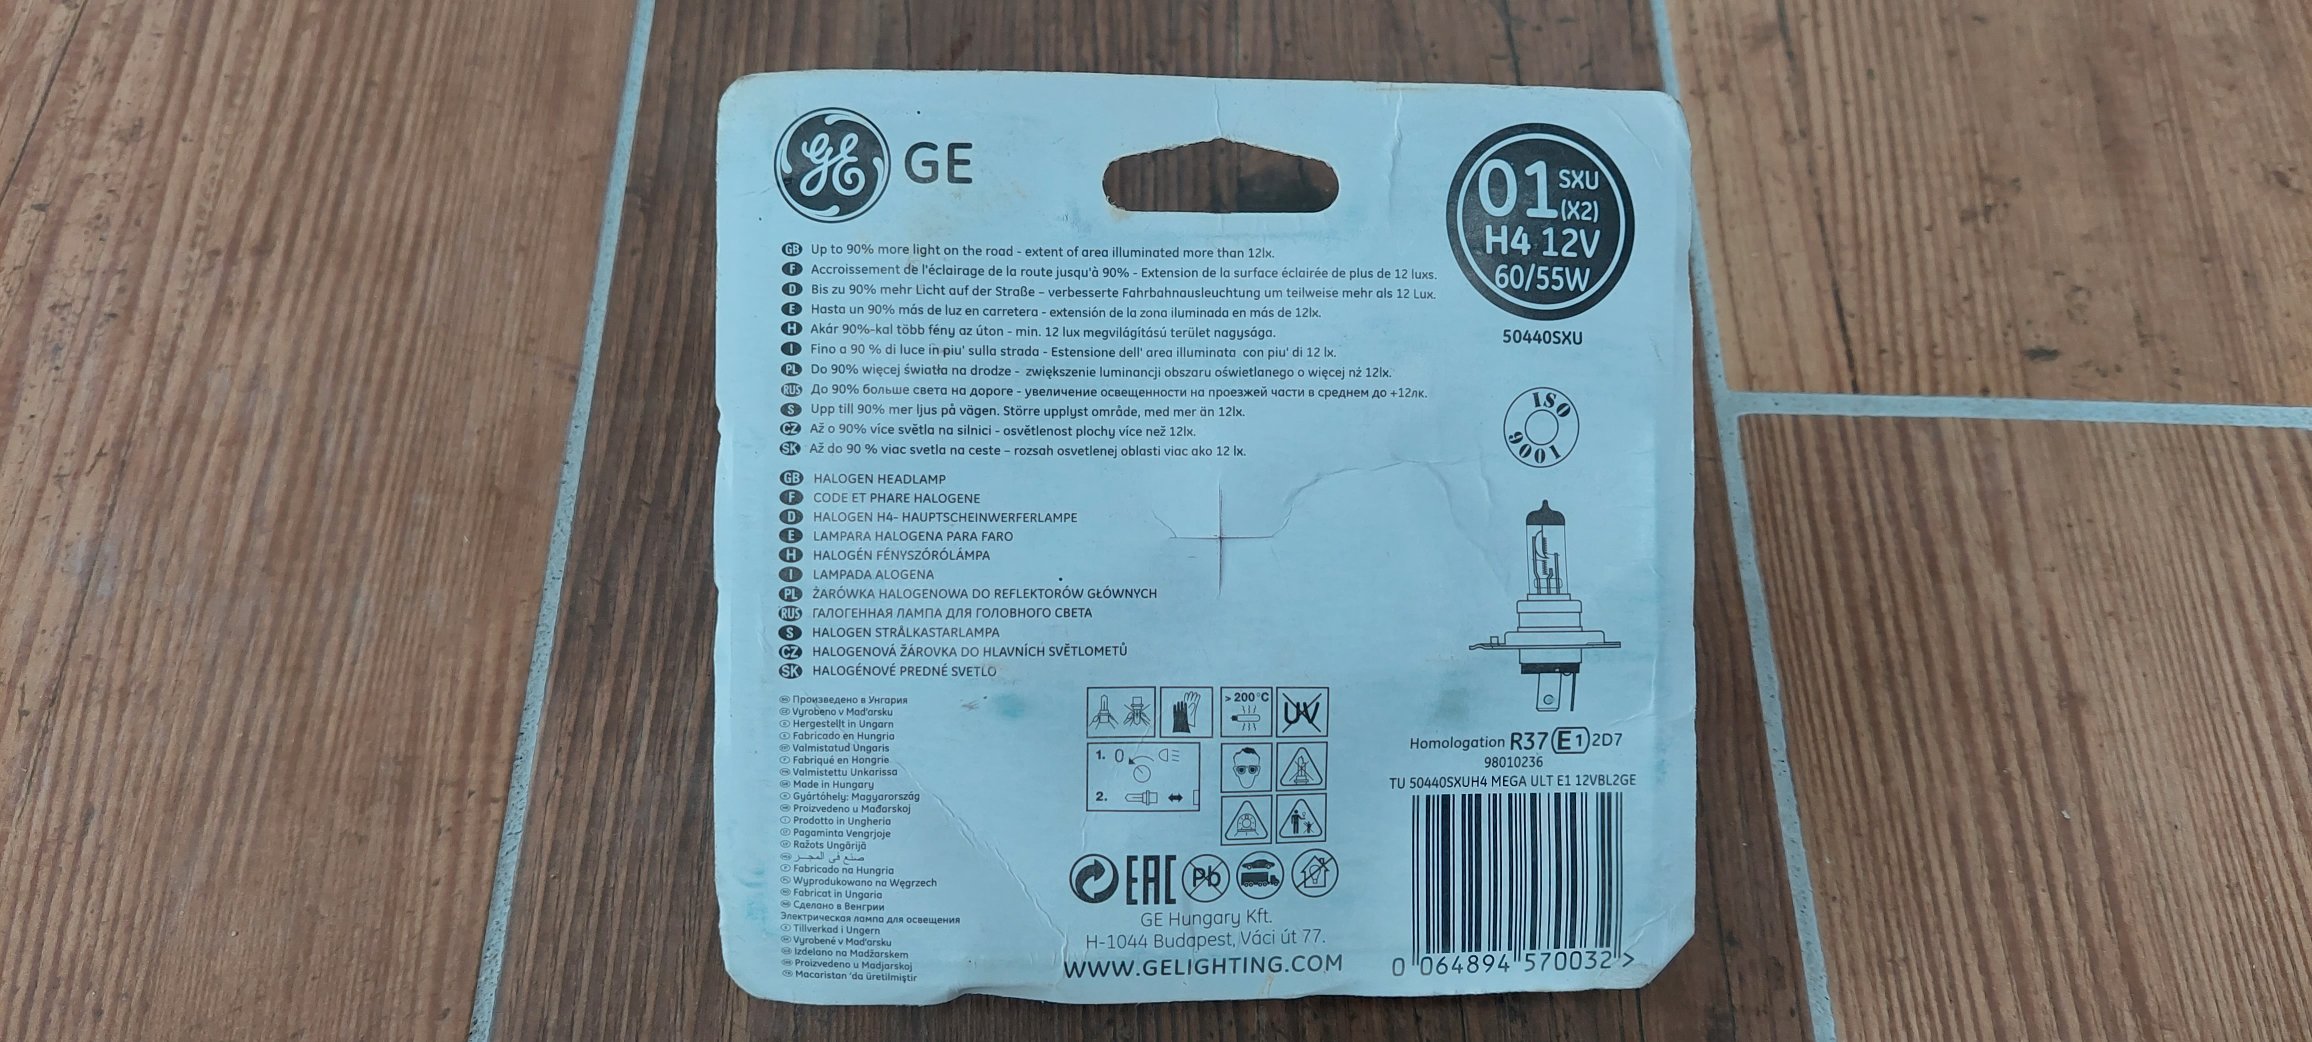 GE GE
01 SXU
(X2)
H4 12V
60/55W
50440SXU
GB Up to 90% more light on the road - extent of area illuminated more than 12lx.
F Accroissement de l'éclairage de la route jusqu'à 90% - Extension de la surface éclairée de plus de 12 luxs.
D Bis zu 90% mehr Licht auf der Straße – verbesserte Fahrbahnausleuchtung um teilweise mehr als 12 Lux.
E Hasta un 90% más de luz en carretera - extensión de la zona iluminada en más de 12lx.
H Akár 90%-kal több fény az úton - min. 12 lux megvilágítású terület nagysága.
I Fino a 90 % di luce in piu' sulla strada - Estensione dell' area illuminata con piu' di 12 lx.
PL Do 90% więcej światła na drodze - zwiększenie luminancji obszaru oświetlanego o więcej nż 12lx.
RUS До 90% больше света на дороге - увеличение освещенности на проезжей части в среднем до +12лк.
S Upp till 90% mer ljus på vägen. Större upplyst område, med mer än 12lx.
CZ Až o 90% více světla na silnici - osvětlenost plochy více než 12lx.
SK Až do 90 % viac svetla na ceste – rozsah osvetlenej oblasti viac ako 12 lx.
ISO
9001
GB HALOGEN HEADLAMP
F CODE ET PHARE HALOGENE
D HALOGEN H4- HAUPTSCHEINWERFERLAMPE
E LAMPARA HALOGENA PARA FARO
H HALOGÉN FÉNYSZÓRÓLÁMPA
I LAMPADA ALOGENA
PL ŻARÓWKA HALOGENOWA DO REFLEKTORÓW GŁÓWNYCH
RUS ГАЛОГЕННАЯ ЛАМПА ДЛЯ ГОЛОВНОГО СВЕТА
S HALOGEN STRÅLKASTARLAMPA
CZ HALOGENOVÁ ŽÁROVKA DO HLAVNÍCH SVĚTLOMETŮ
SK HALOGÉNOVÉ PREDNÉ SVETLO
Произведено в Унгария
Vyrobeno v Maďarsku
Hergestellt in Ungarn
Fabricado en Hungria
Valmistatud Ungaris
Fabriqué en Hongrie
Valmistettu Unkarissa
Made in Hungary
Gyártóhely: Magyarország
Proizvedeno u Mađarskoj
Prodotto in Ungheria
Pagaminta Vengrjoje
Ražots Ungārijā
صنع في المجر
Fabricado na Hungria
Wyprodukowano na Węgrzech
Fabricat in Ungaria
Сделано в Венгрии
Электрическая лампа для освещения
Tillverkad i Ungern
Vyrobené v Maďarsku
Izdelano na Madžarskem
Proizvedeno u Madjarskoj
Macaristan 'da üretilmiştir
> 200°C
UV
1. 0
2.
EAC Pb
GE Hungary Kft.
H-1044 Budapest, Váci út 77.
WWW.GELIGHTING.COM
Homologation R37 E1 2D7
98010236
TU 50440SXUH4 MEGA ULT E1 12VBL2GE
0 064894 570032 >